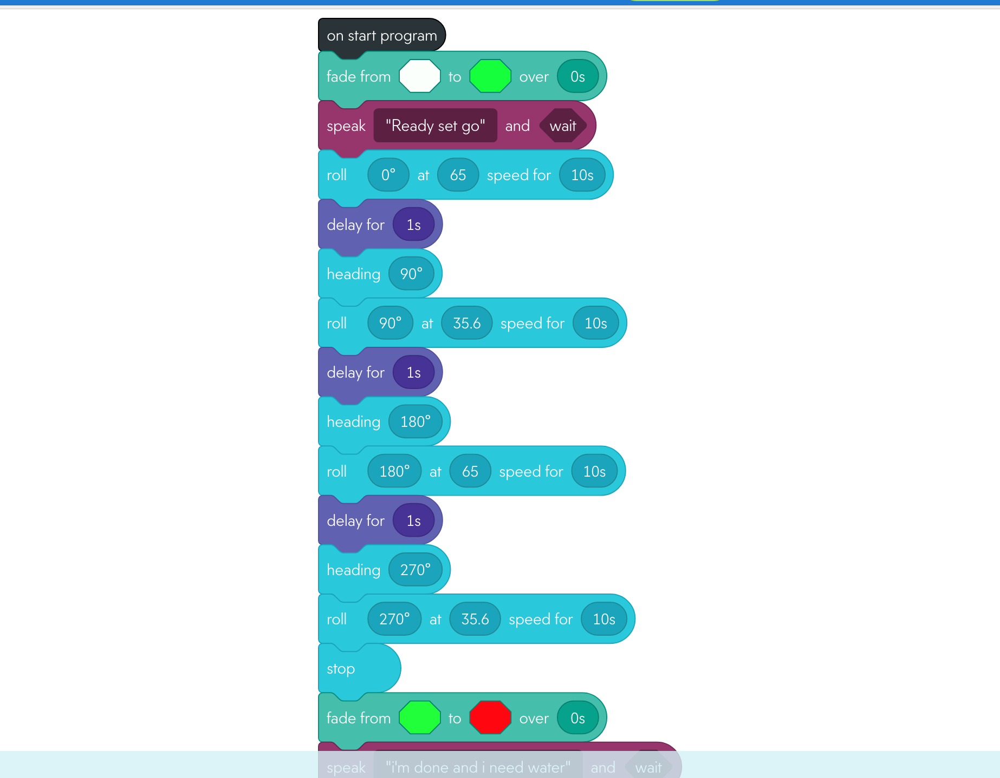 on start program
fade from to over 0s
speak "Ready set go" and wait
roll 0° at 65 speed for 10s
delay for 1s
heading 90°
roll 90° at 35.6 speed for 10s
delay for 1s
heading 180°
roll 180° at 65 speed for 10s
delay for 1s
heading 270°
roll 270° at 35.6 speed for 10s
stop
fade from to over 0s
speak "i'm done and i need water" and wait